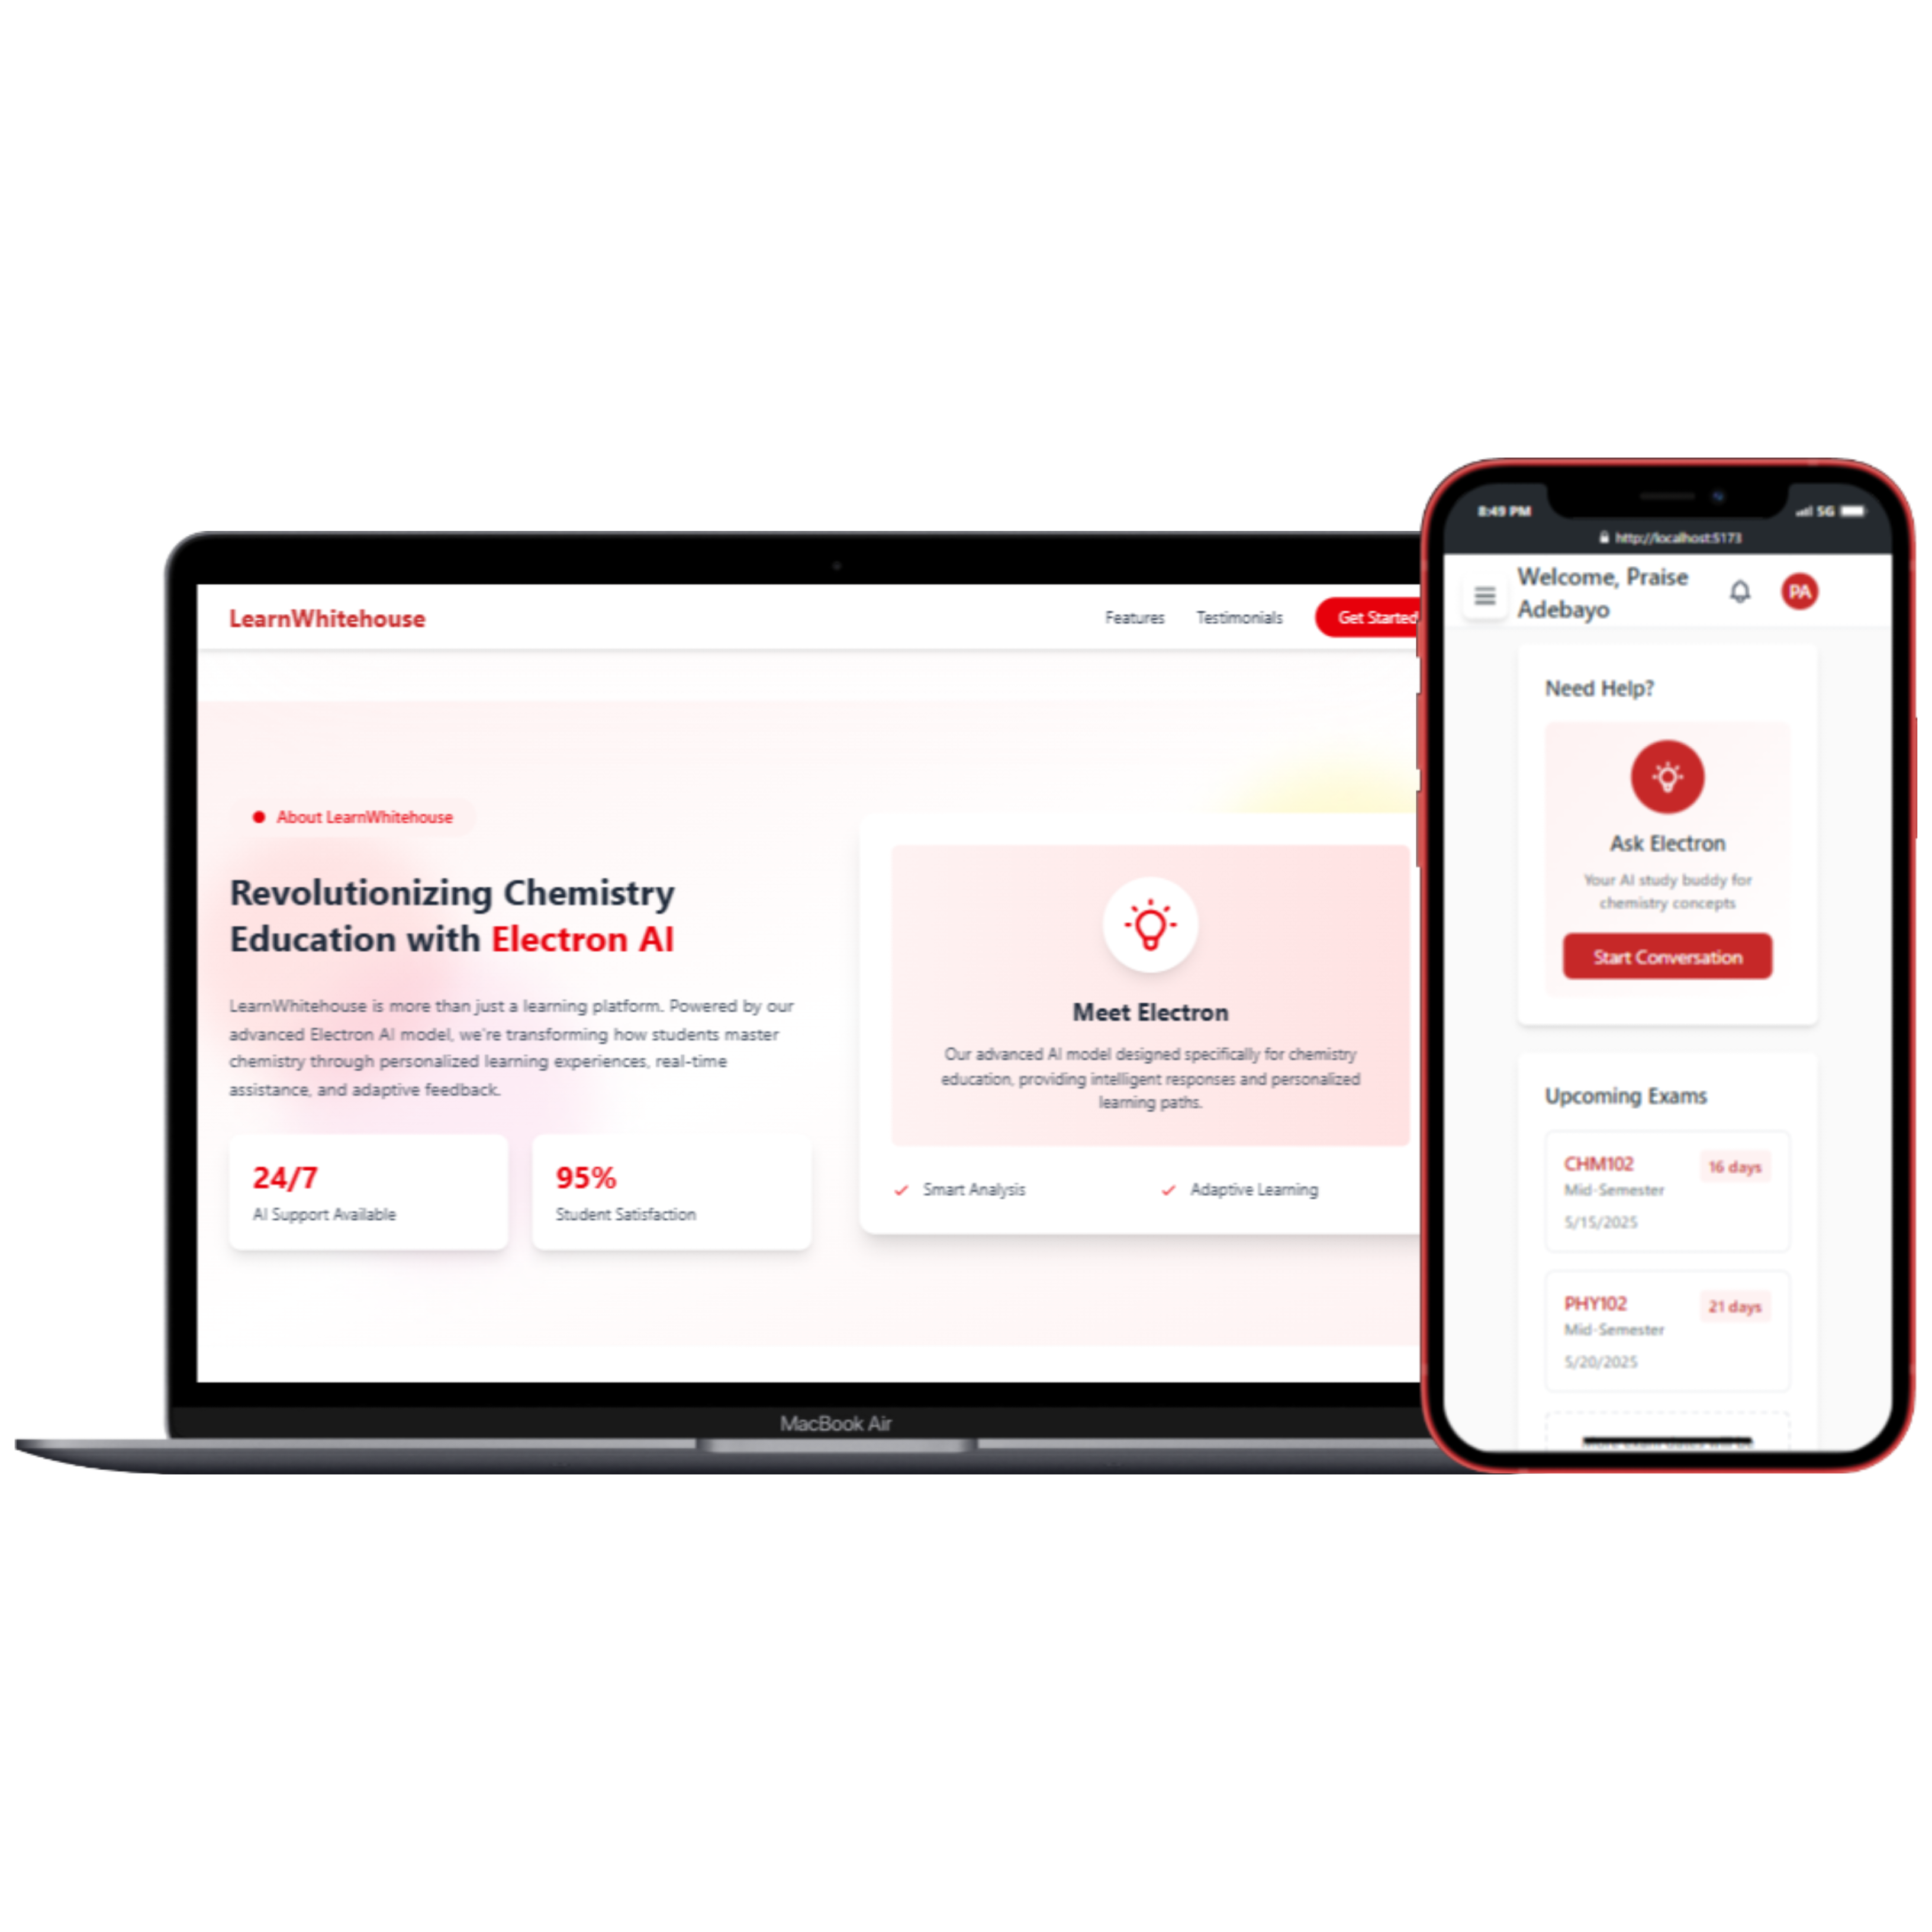 LearnWhitehouse
Features
Testimonials
Get Started
About LearnWhitehouse
Revolutionizing Chemistry
Education with Electron AI
LearnWhitehouse is more than just a learning platform. Powered by our
advanced Electron AI model, we're transforming how students master
chemistry through personalized learning experiences, real-time
assistance, and adaptive feedback.
24/7
AI Support Available
95%
Student Satisfaction
Meet Electron
Our advanced AI model designed specifically for chemistry
education, providing intelligent responses and personalized
learning paths.
Smart Analysis
Adaptive Learning
MacBook Air
8:49 PM
5G
http://localhost:5173
Welcome, Praise
Adebayo
PA
Need Help?
Ask Electron
Your AI study buddy for
chemistry concepts
Start Conversation
Upcoming Exams
CHM102
16 days
Mid-Semester
5/15/2025
PHY102
21 days
Mid-Semester
5/20/2025